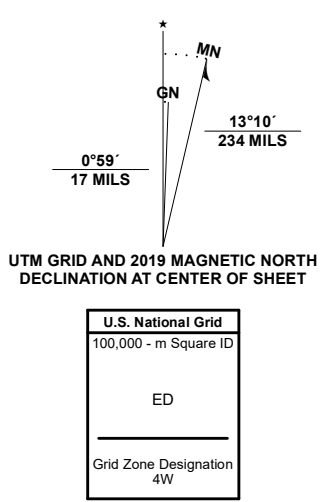 ★
MN
GN
13°10´
234 MILS
0°59´
17 MILS
UTM GRID AND 2019 MAGNETIC NORTH
DECLINATION AT CENTER OF SHEET
U.S. National Grid
100,000 - m Square ID
ED
Grid Zone Designation
4W